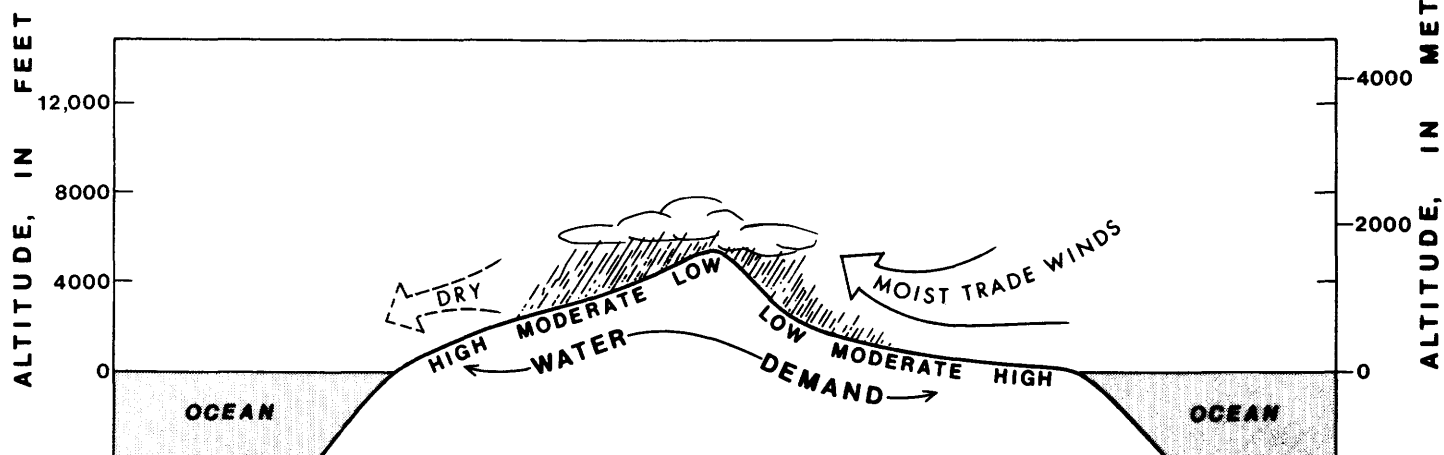 ALTITUDE, IN FEET
12,000
8000
4000
0
4000
2000
0
ALTITUDE, IN MET
MOIST TRADE WINDS
DRY
HIGH
MODERATE
LOW
LOW
MODERATE
HIGH
WATER
DEMAND
OCEAN
OCEAN